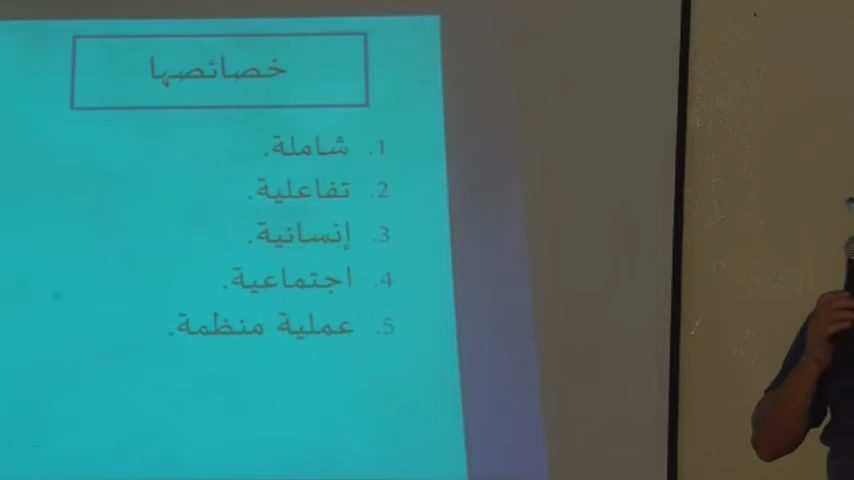 خصائصها
1. شاملة.
2. تفاعلية.
3. إنسانية.
4. اجتماعية.
5. عملية منظمة.